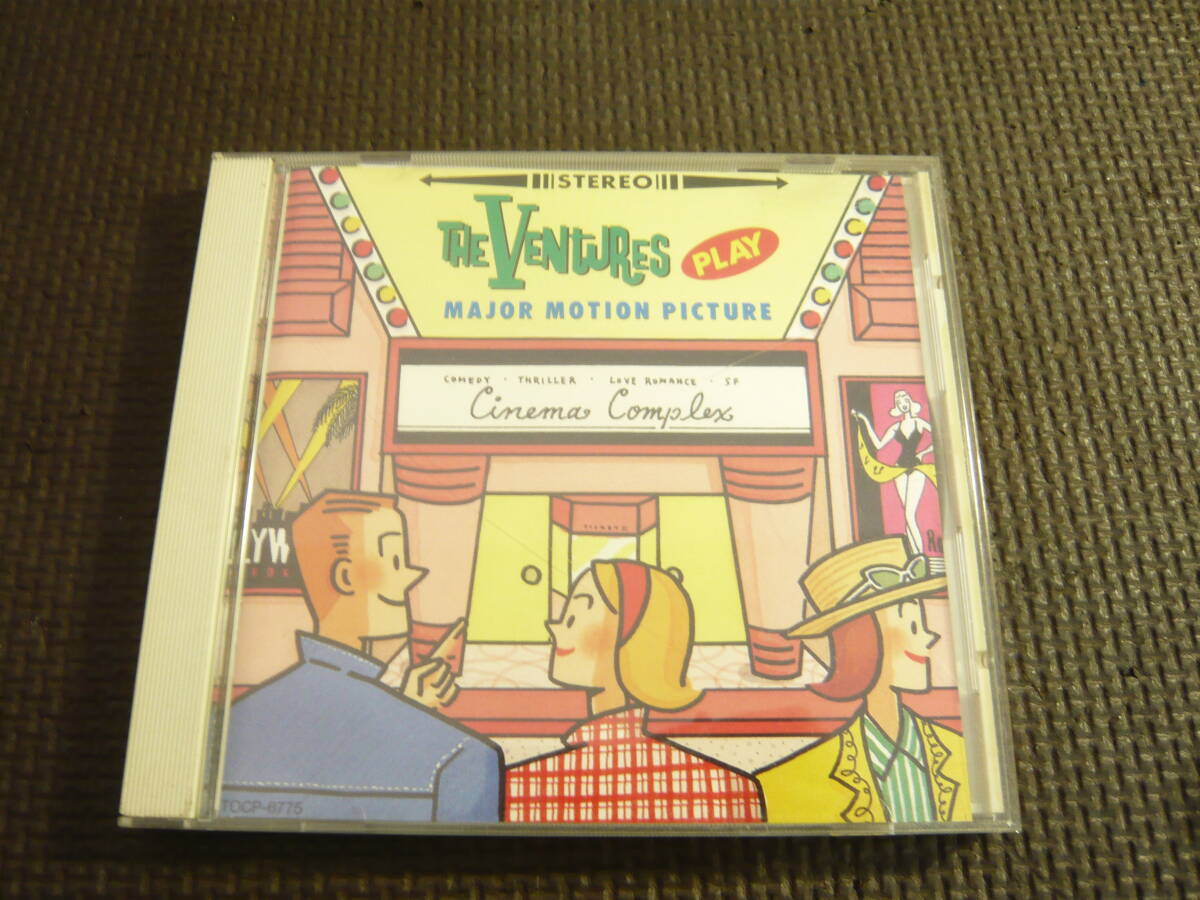 STEREO
THE VENTURES PLAY
MAJOR MOTION PICTURE
COMEDY · THRILLER · LOVE ROMANCE · SF
Cinema Complex
TOCP-6775